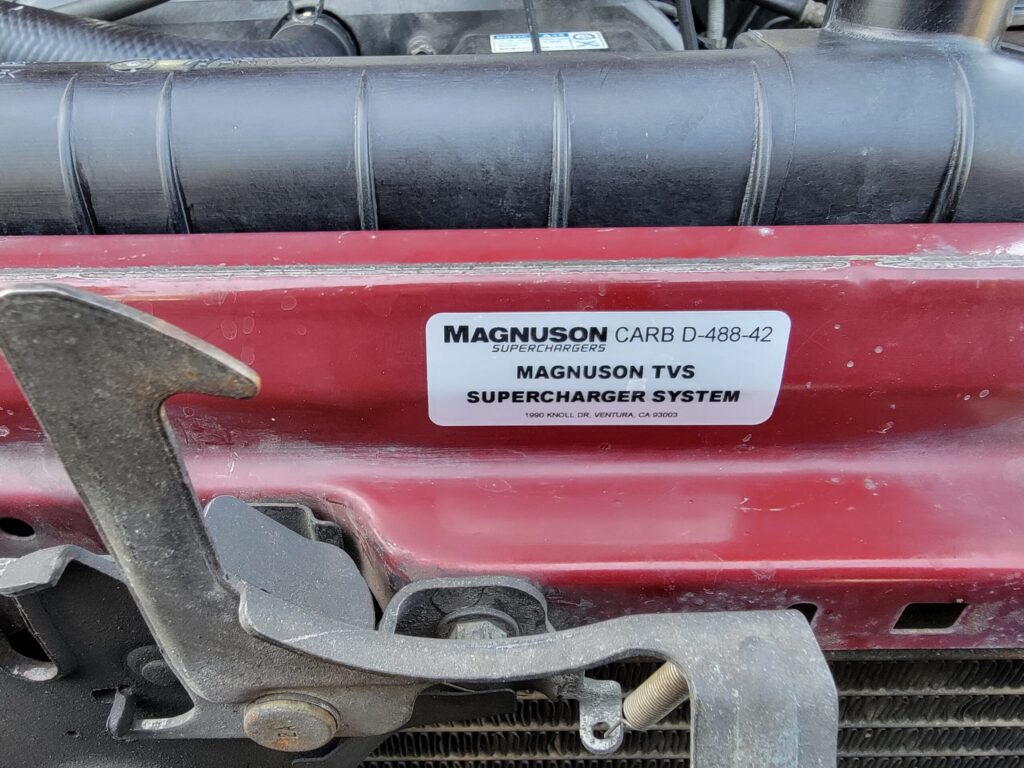 MAGNUSON CARB D-488-42
SUPERCHARGERS
MAGNUSON TVS
SUPERCHARGER SYSTEM
1990 KNOLL DR, VENTURA, CA 93003